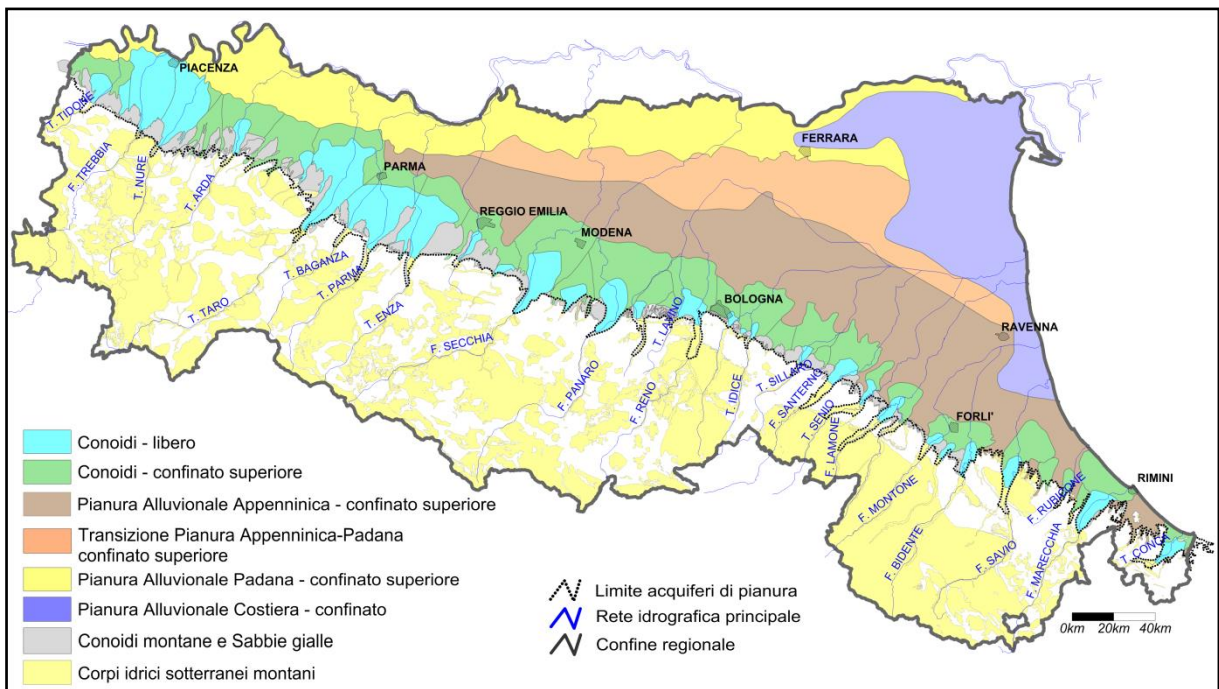 PIACENZA
T. TIDONE
FERRARA
F. TREBBIA
T. NURE
T. ARDA
PARMA
REGGIO EMILIA
MODENA
T. BAGANZA
T. PARMA
T. TARO
T. ENZA
F. SECCHIA
T. LAVINO
BOLOGNA
RAVENNA
F. PANARO
F. RENO
T. IDICE
T. SILLARO
F. SANTERNO
T. SENIO
F. LAMONE
FORLI'
F. MONTONE
F. BIDENTE
F. SAVIO
F. RUBICONE
F. MARECCHIA
RIMINI
T. CONCA
Conoidi - libero
Conoidi - confinato superiore
Pianura Alluvionale Appenninica - confinato superiore
Transizione Pianura Appenninica-Padana
confinato superiore
Pianura Alluvionale Padana - confinato superiore
Pianura Alluvionale Costiera - confinato
Conoidi montane e Sabbie gialle
Corpi idrici sotterranei montani
Limite acquiferi di pianura
Rete idrografica principale
Confine regionale
0km 20km 40km